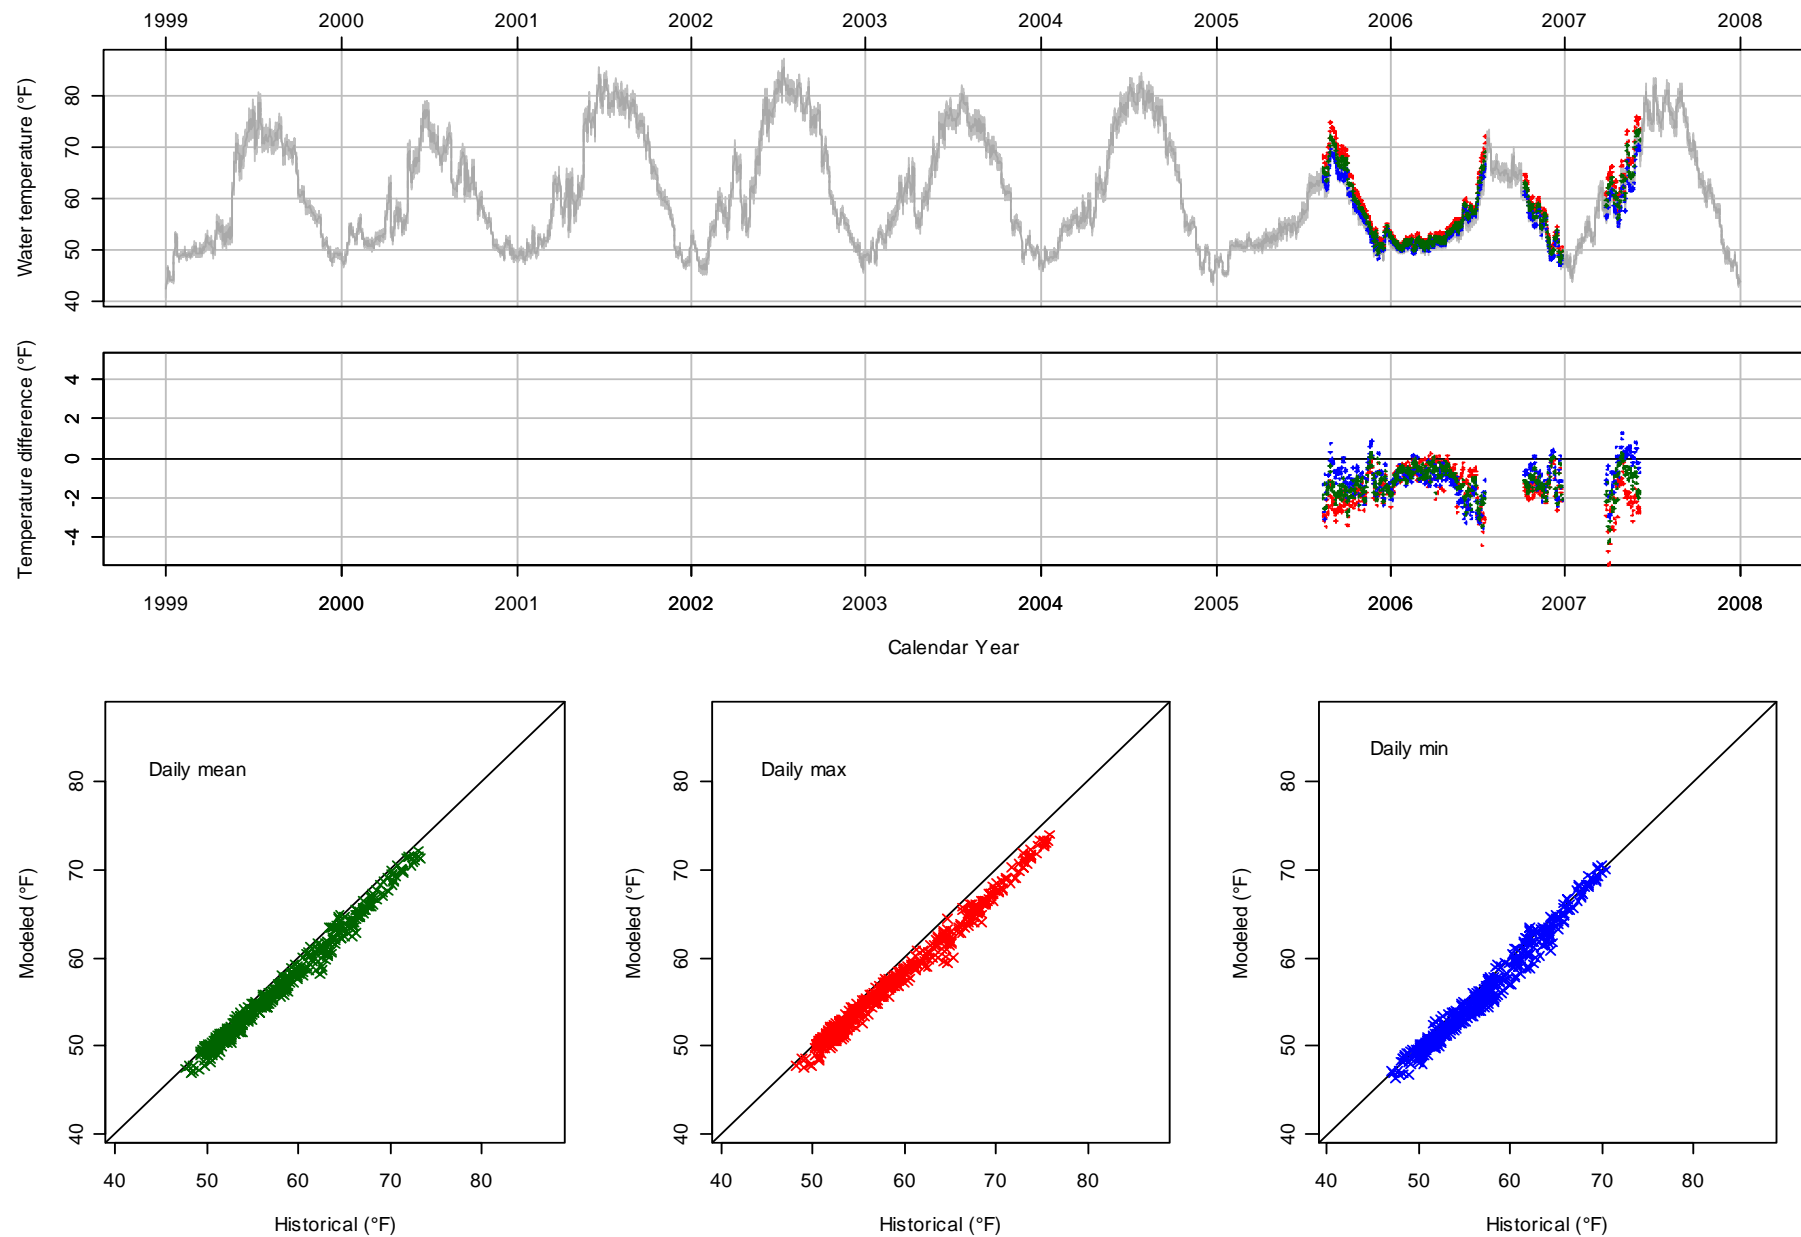 1999 2000 2001 2002 2003 2004 2005 2006 2007 2008
Water temperature (°F)
80
70
60
50
40
Temperature difference (°F)
4
2
0
-2
-4
1999 2000 2001 2002 2003 2004 2005 2006 2007 2008
Calendar Year
Daily mean
Modeled (°F)
80
70
60
50
40
40 50 60 70 80
Historical (°F)
Daily max
Modeled (°F)
80
70
60
50
40
40 50 60 70 80
Historical (°F)
Daily min
Modeled (°F)
80
70
60
50
40
40 50 60 70 80
Historical (°F)